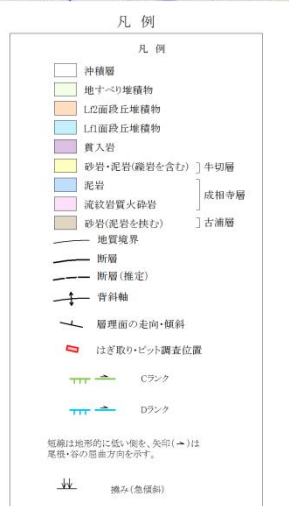 凡 例
凡 例
沖積層
地すべり堆積物
Lf2面段丘堆積物
Lf1面段丘堆積物
貫入岩
砂岩・泥岩(礫岩を含む) 牛切層
泥岩
成相寺層
流紋岩質火砕岩
砂岩(泥岩を挟む) 古浦層
地質境界
断層
断層(推定)
背斜軸
層理面の走向・傾斜
はぎ取り・ピット調査位置
Cランク
Dランク
短線は地形的に低い側を、矢印(→)は
尾根・谷の屈曲方向を示す。
撓み(急傾斜)